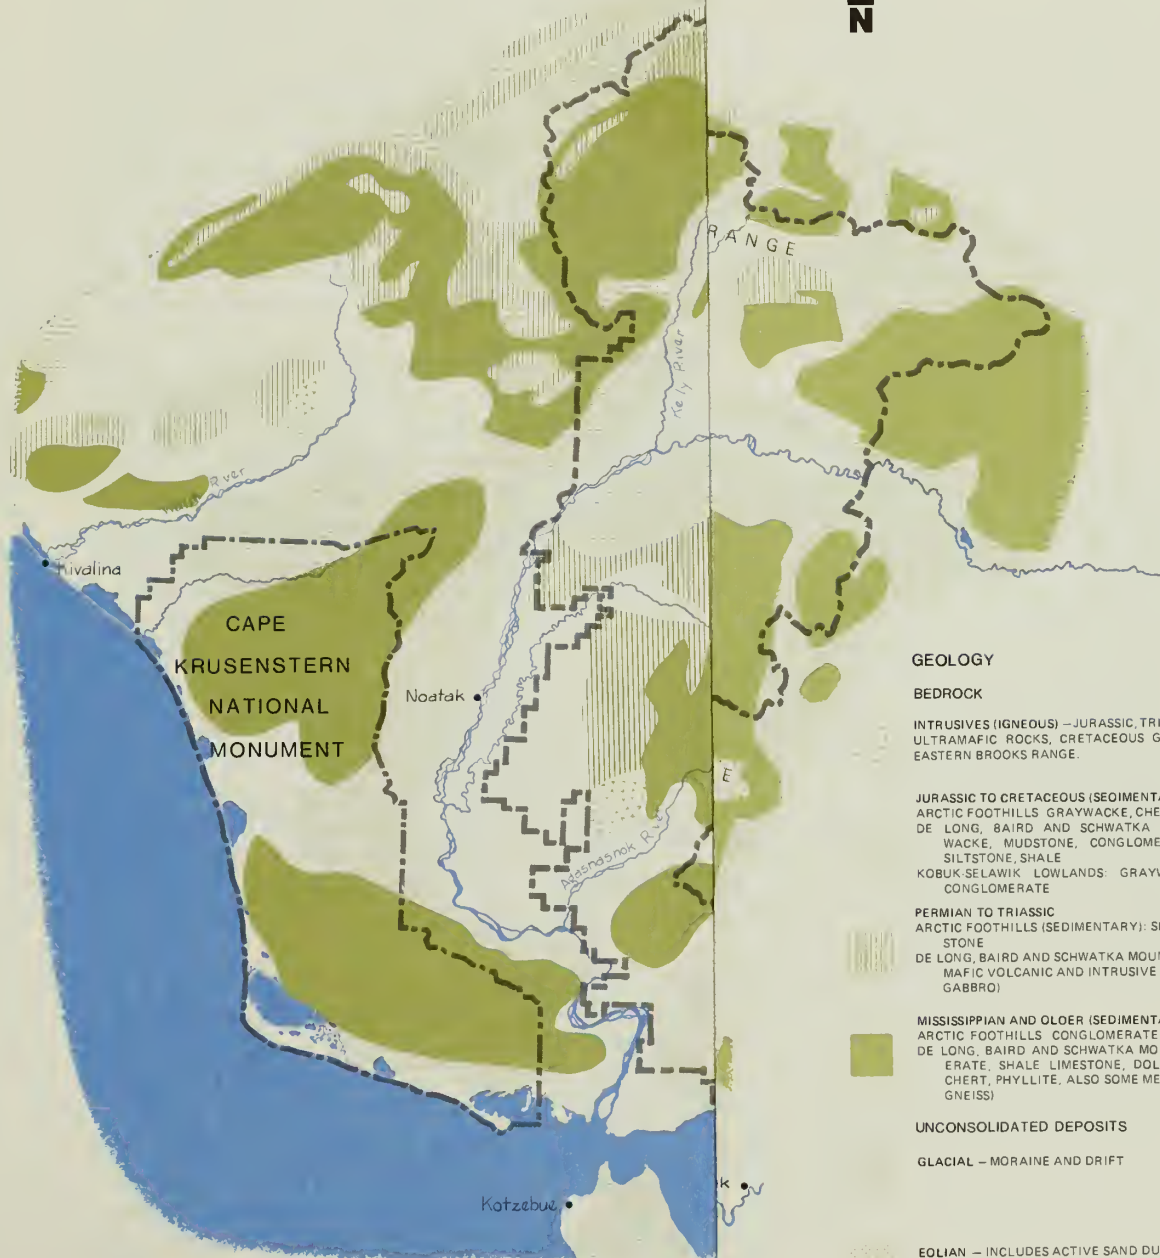 N
RANGE
Kelly River
River
Kivalina
CAPE
KRUSENSTERN
NATIONAL
MONUMENT
Noatak
E
River
Kotzebue
k
GEOLOGY
BEDROCK
INTRUSIVES (IGNEOUS) – JURASSIC, TRI
ULTRAMAFIC ROCKS, CRETACEOUS G
EASTERN BROOKS RANGE.
JURASSIC TO CRETACEOUS (SEOIMENTA
ARCTIC FOOTHILLS GRAYWACKE, CHE
DE LONG, BAIRD AND SCHWATKA
WACKE, MUDSTONE, CONGLOME
SILTSTONE, SHALE
KOBUK-SELAWIK LOWLANDS: GRAYW
CONGLOMERATE
PERMIAN TO TRIASSIC
ARCTIC FOOTHILLS (SEDIMENTARY): S
STONE
DE LONG, BAIRD AND SCHWATKA MOU
MAFIC VOLCANIC AND INTRUSIVE
GABBRO)
MISSISSIPPIAN AND OLOER (SEDIMENTA
ARCTIC FOOTHILLS CONGLOMERATE
DE LONG, BAIRD AND SCHWATKA MO
ERATE, SHALE LIMESTONE, DOL
CHERT, PHYLLITE, ALSO SOME ME
GNEISS)
UNCONSOLIDATED DEPOSITS
GLACIAL – MORAINE AND DRIFT
EOLIAN – INCLUDES ACTIVE SAND DU